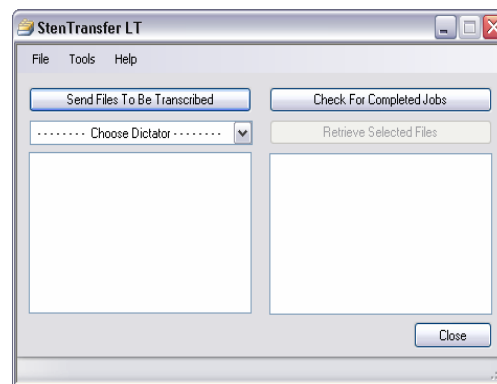 StenTransfer LT
File Tools Help
Send Files To Be Transcribed
Check For Completed Jobs
-------- Choose Dictator --------
Retrieve Selected Files
Close